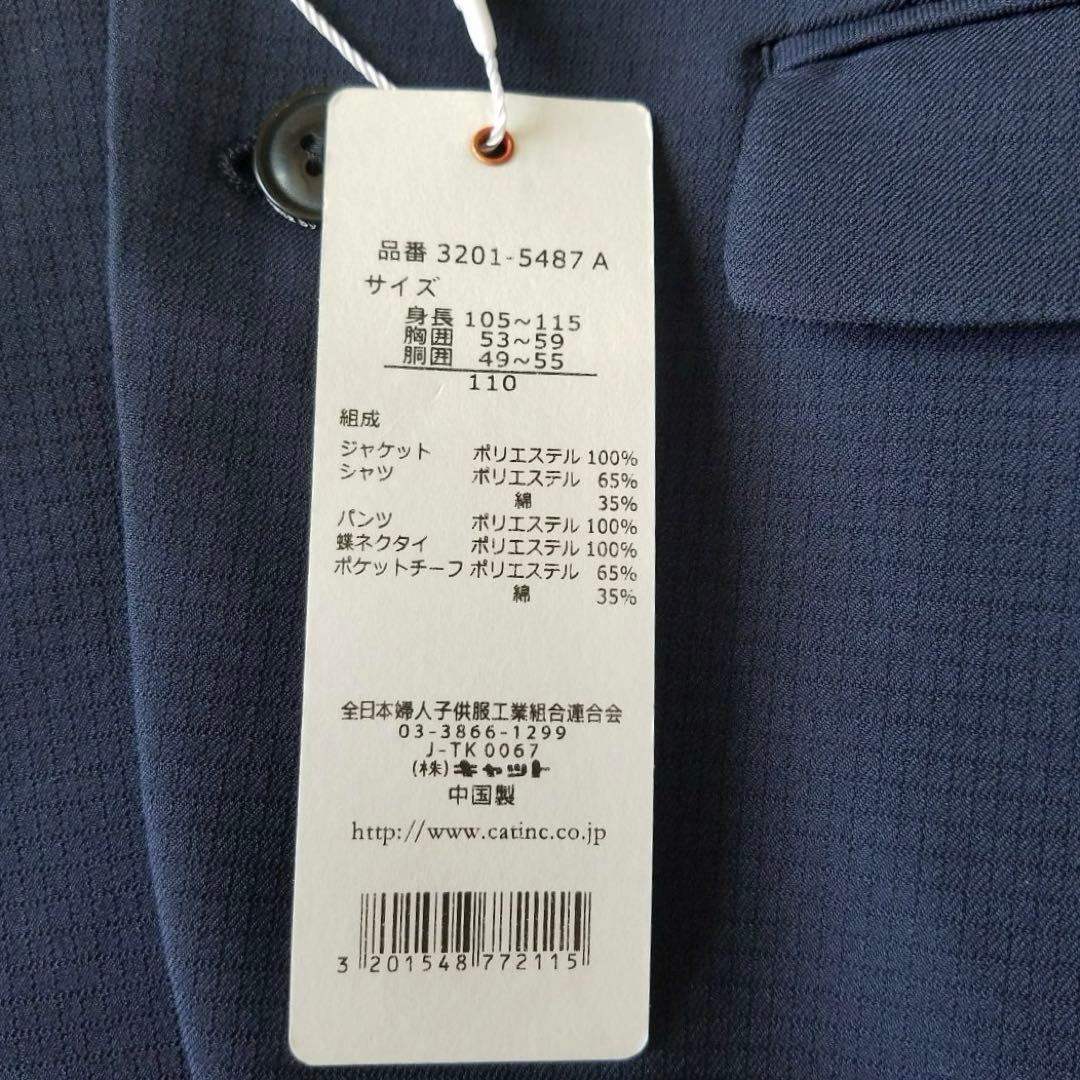 品番 3201-5487 A
サイズ
身長 105~115
胸囲 53~59
胴囲 49~55
110
組成
ジャケット ポリエステル 100%
シャツ ポリエステル 65%
綿 35%
パンツ ポリエステル 100%
蝶ネクタイ ポリエステル 100%
ポケットチーフ ポリエステル 65%
綿 35%
全日本婦人子供服工業組合連合会
03-3866-1299
J-TK 0067
(株)キャット
中国製
http://www.catinc.co.jp
3 201548 772115